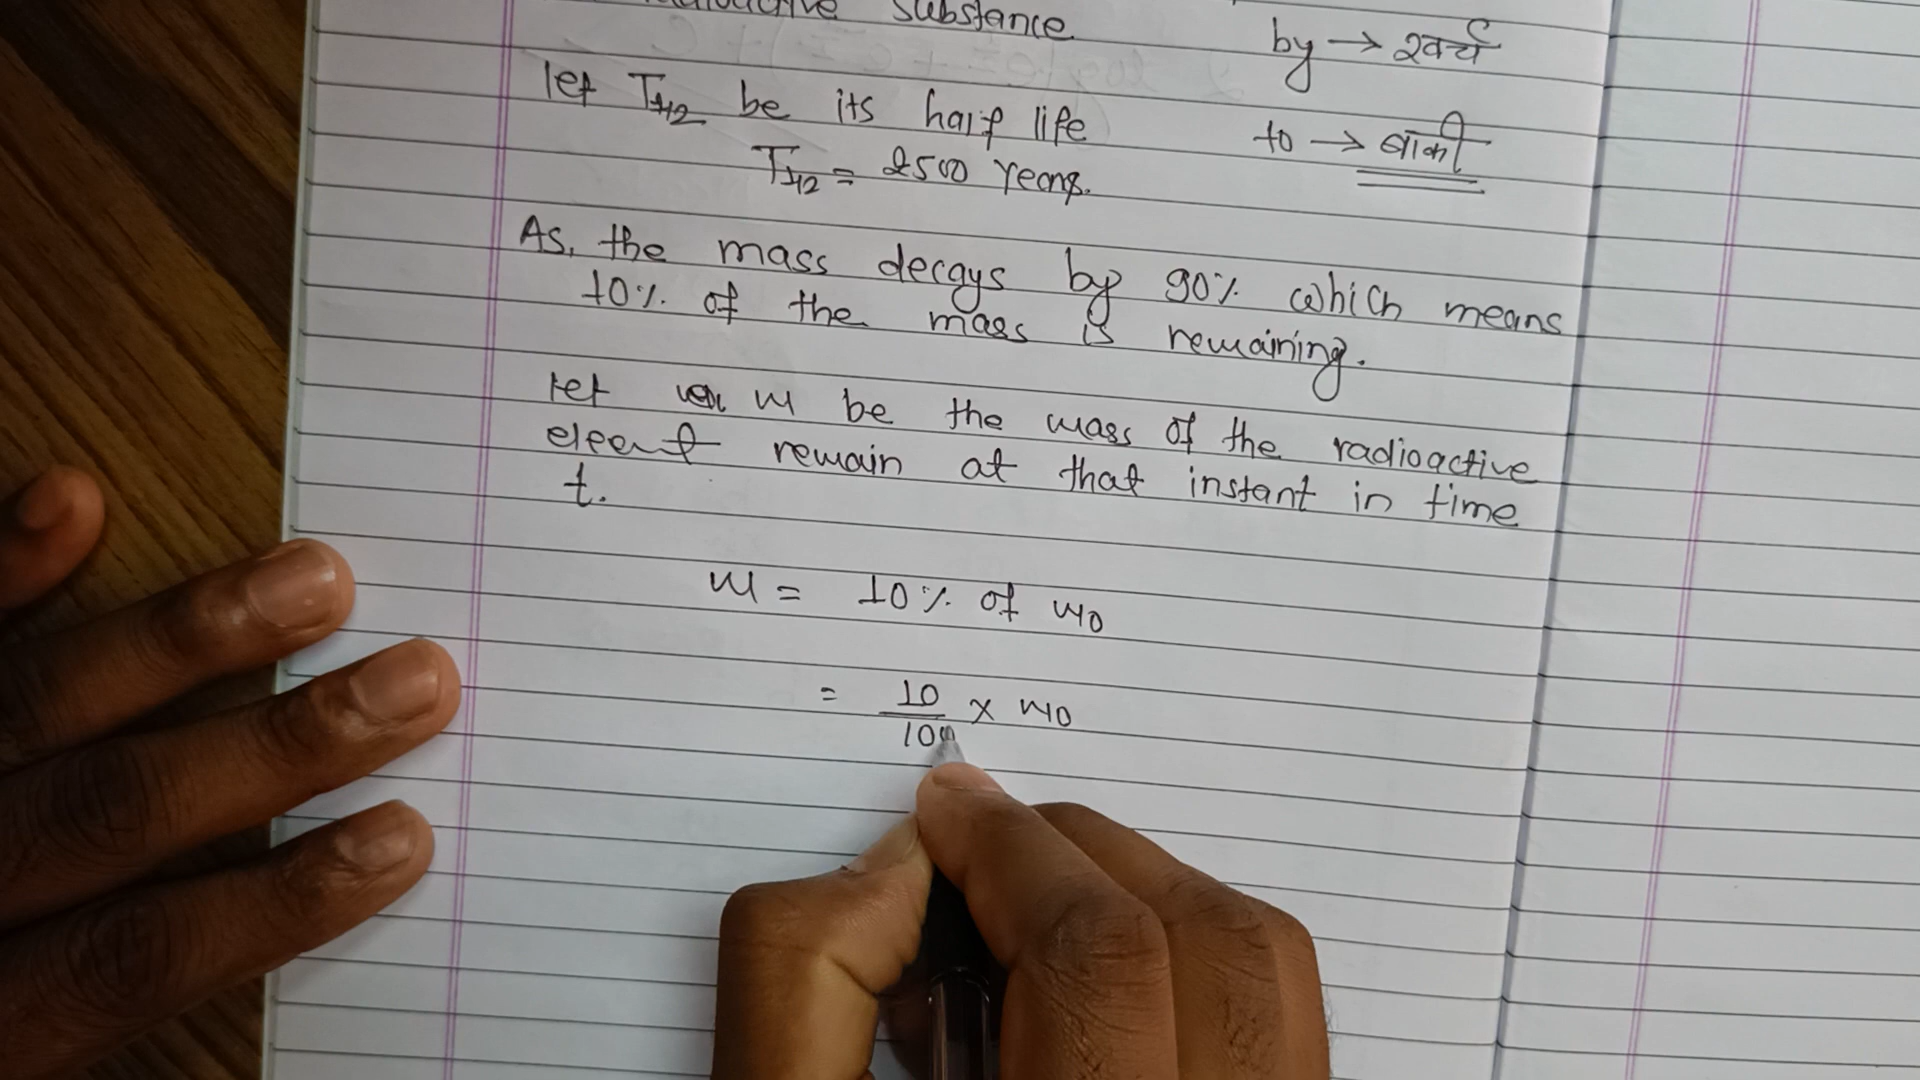 substance
by → खर्च
let T1/2 be its half life
to → बाकी
T1/2 = 2500 Years.
As, the mass decays by 90% which means
10% of the mass is remaining.
let m be the mass of the radioactive
eleent remain at that instant in time
t.
m = 10% of m0
= 10/100 × m0